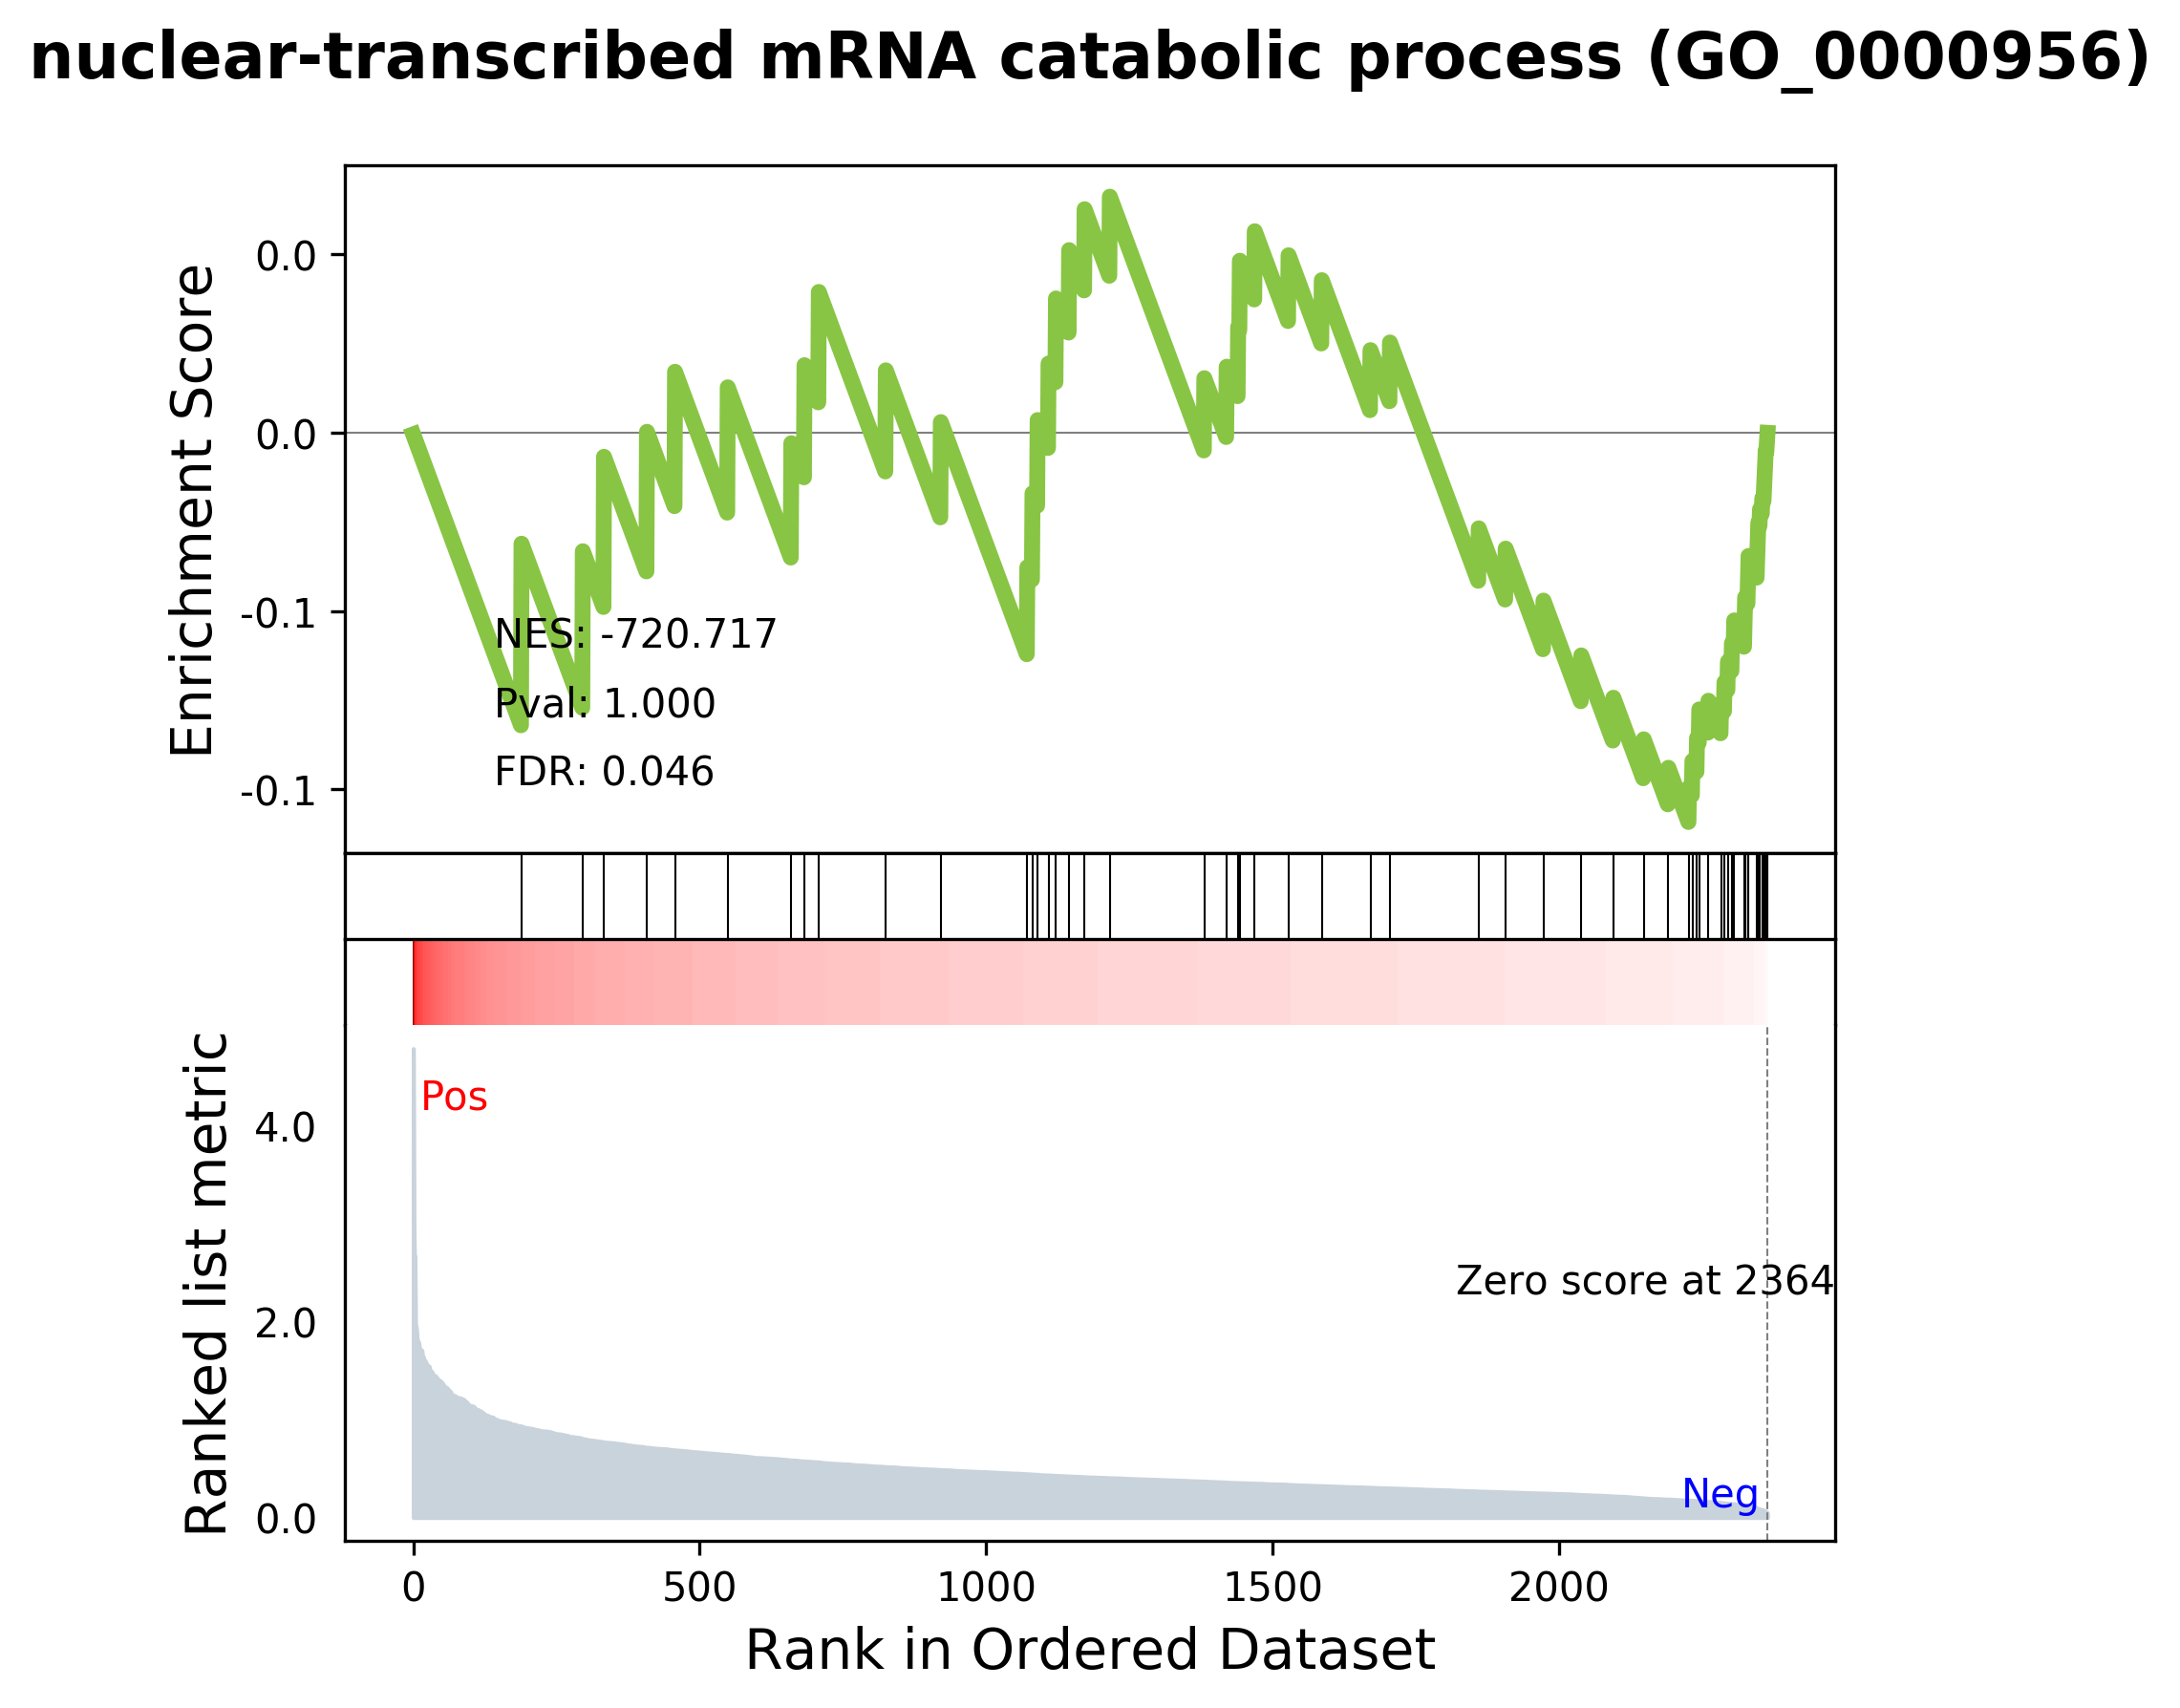 nuclear-transcribed mRNA catabolic process (GO_0000956)
Enrichment Score
0.0
0.0
-0.1
-0.1
NES: -720.717
Pval: 1.000
FDR: 0.046
Ranked list metric
Pos
4.0
2.0
0.0
Zero score at 2364
Neg
0
500
1000
1500
2000
Rank in Ordered Dataset